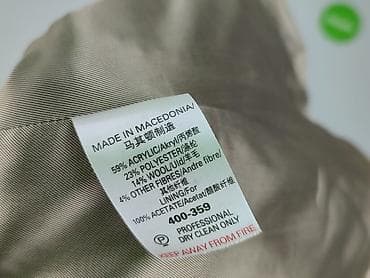 MADE IN MACEDONIA/
马其顿制造
59% ACRYLIC/Akryl/丙烯酸
23% POLYESTER/涤纶
14% WOOL/Uld/羊毛
4% OTHER FIBRES/Andre fibre/
其他纤维
LINING/For
100% ACETATE/Acetat/醋酸纤维
400-359
PROFESSIONAL
DRY CLEAN ONLY
KEEP AWAY FROM FIRE